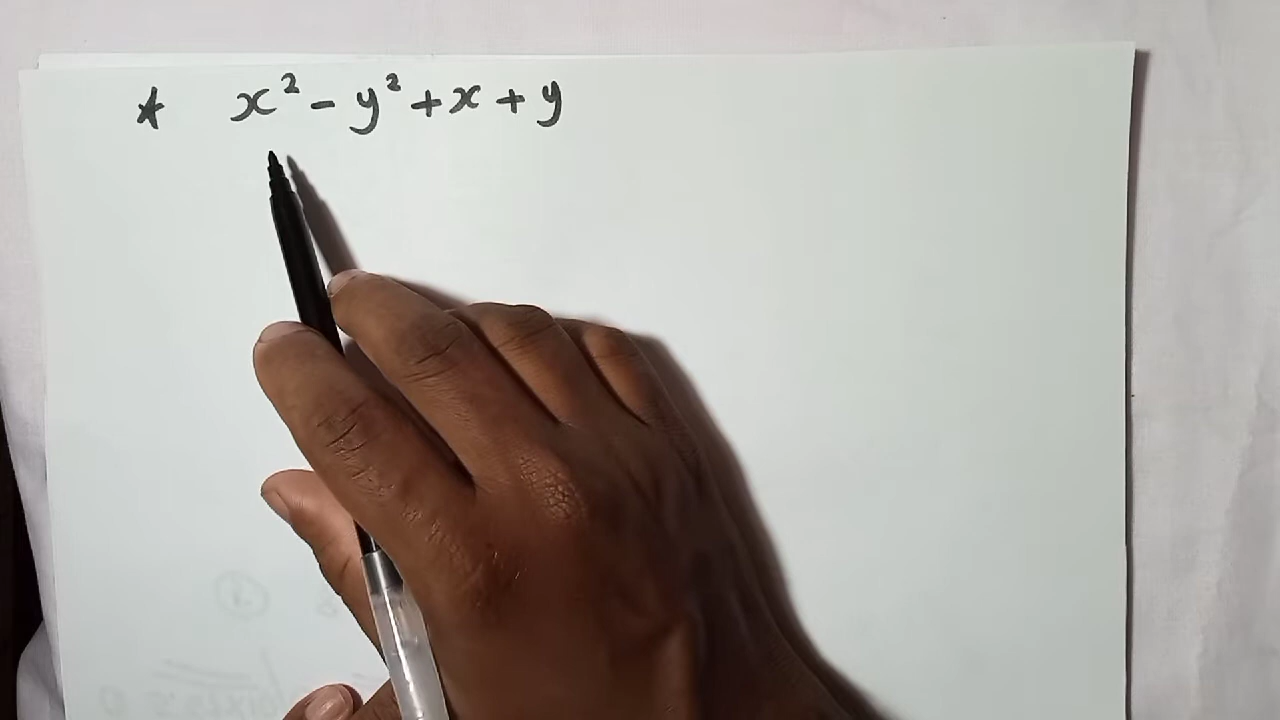 * x² - y² + x + y